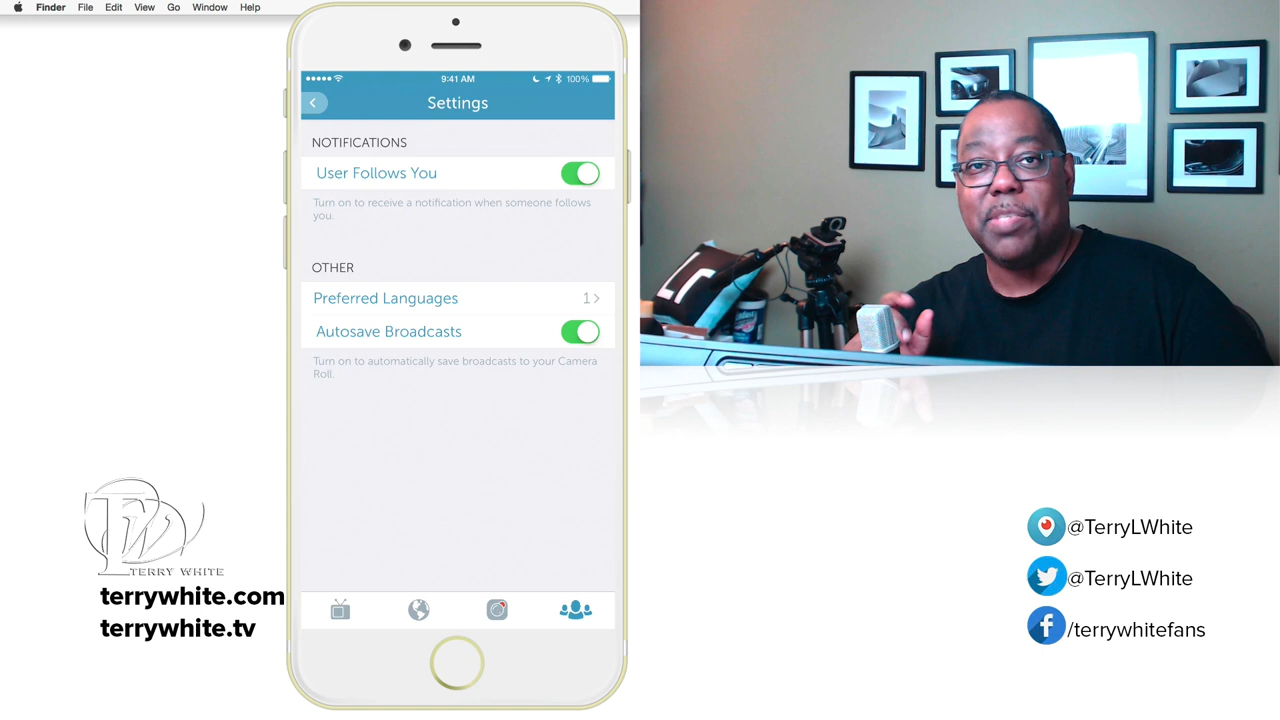 Finder File Edit View Go Window Help
9:41 AM 100%
Settings
NOTIFICATIONS
User Follows You
Turn on to receive a notification when someone follows
you.
OTHER
Preferred Languages 1
Autosave Broadcasts
Turn on to automatically save broadcasts to your Camera
Roll.
TW
TERRY WHITE
terrywhite.com
terrywhite.tv
@TerryLWhite
@TerryLWhite
/terrywhitefans